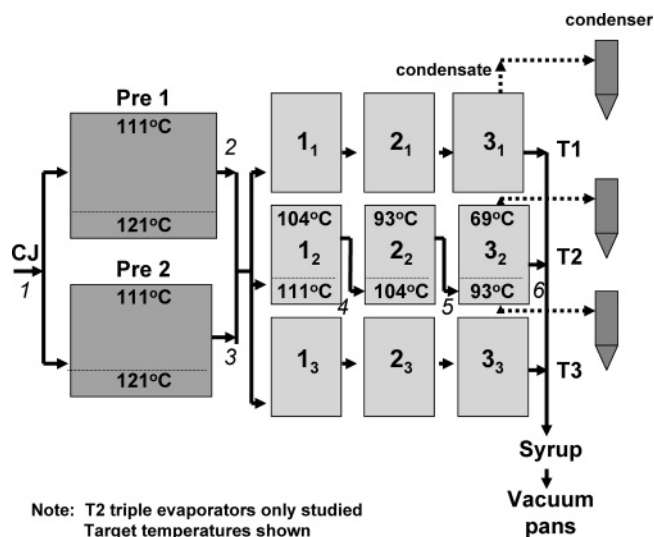 condenser
condensate
Pre 1
111°C
2
121°C
1₁
2₁
3₁
T1
CJ
1
Pre 2
111°C
3
121°C
104°C
1₂
111°C
4
93°C
2₂
104°C
5
69°C
3₂
93°C
6
T2
1₃
2₃
3₃
T3
Syrup
Vacuum
pans
Note: T2 triple evaporators only studied
Target temperatures shown